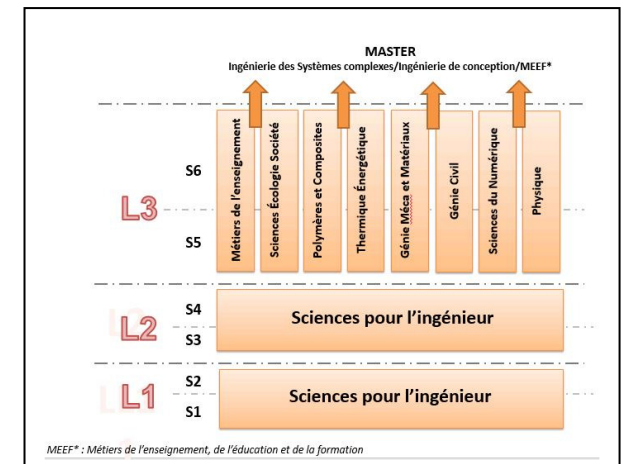 MASTER
Ingénierie des Systèmes complexes/Ingénierie de conception/MEEF*
L3
S6
S5
Métiers de l'enseignement
Sciences Écologie Société
Polymères et Composites
Thermique Énergétique
Génie Méca et Matériaux
Génie Civil
Sciences du Numérique
Physique
L2
S4
S3
Sciences pour l'ingénieur
L1
S2
S1
Sciences pour l'ingénieur
MEEF* : Métiers de l'enseignement, de l'éducation et de la formation